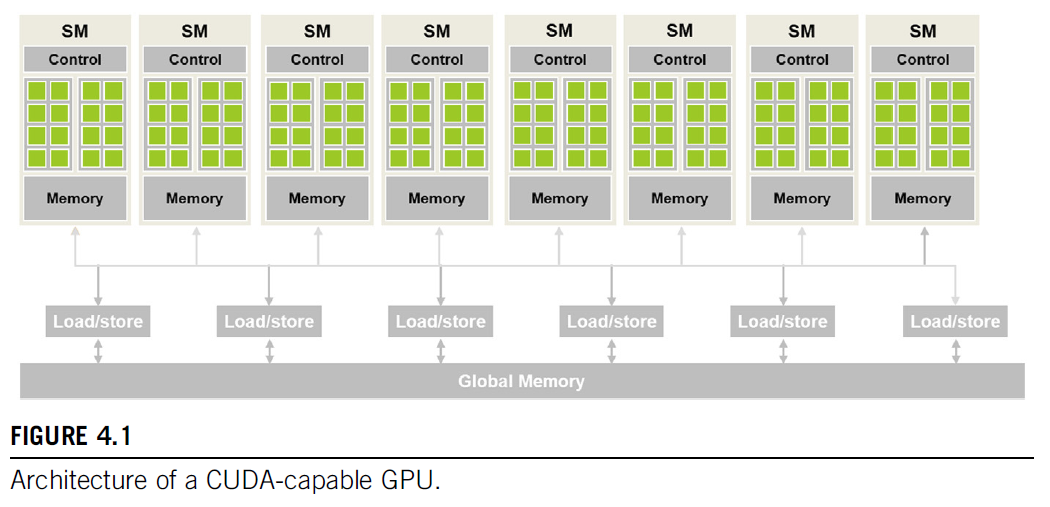 SM SM SM SM SM SM SM SM
Control Control Control Control Control Control Control Control
Memory Memory Memory Memory Memory Memory Memory Memory
Load/store Load/store Load/store Load/store Load/store Load/store
Global Memory
FIGURE 4.1
Architecture of a CUDA-capable GPU.